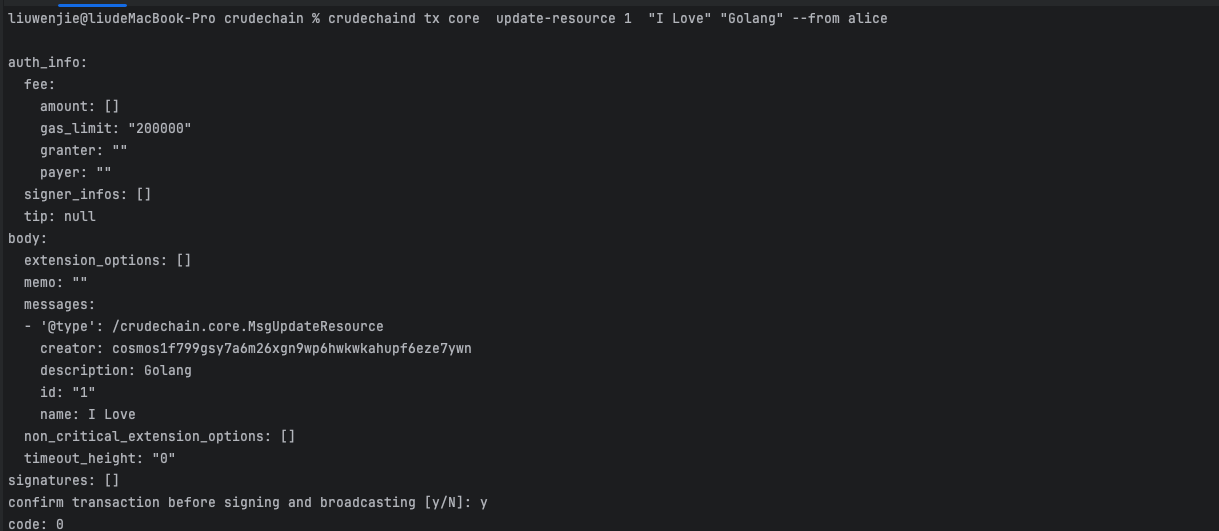 liuwenjie@liudeMacBook-Pro crudechain % crudechaind tx core  update-resource 1  "I Love" "Golang" --from alice
auth_info:
  fee:
    amount: []
    gas_limit: "200000"
    granter: ""
    payer: ""
  signer_infos: []
  tip: null
body:
  extension_options: []
  memo: ""
  messages:
  - '@type': /crudechain.core.MsgUpdateResource
    creator: cosmos1f799gsy7a6m26xgn9wp6hwkwkahupf6eze7ywn
    description: Golang
    id: "1"
    name: I Love
  non_critical_extension_options: []
  timeout_height: "0"
signatures: []
confirm transaction before signing and broadcasting [y/N]: y
code: 0